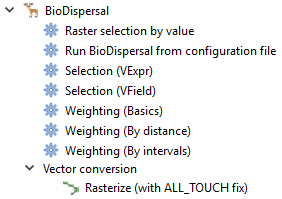 BioDispersal
Raster selection by value
Run BioDispersal from configuration file
Selection (VExpr)
Selection (VField)
Weighting (Basics)
Weighting (By distance)
Weighting (By intervals)
Vector conversion
Rasterize (with ALL_TOUCH fix)